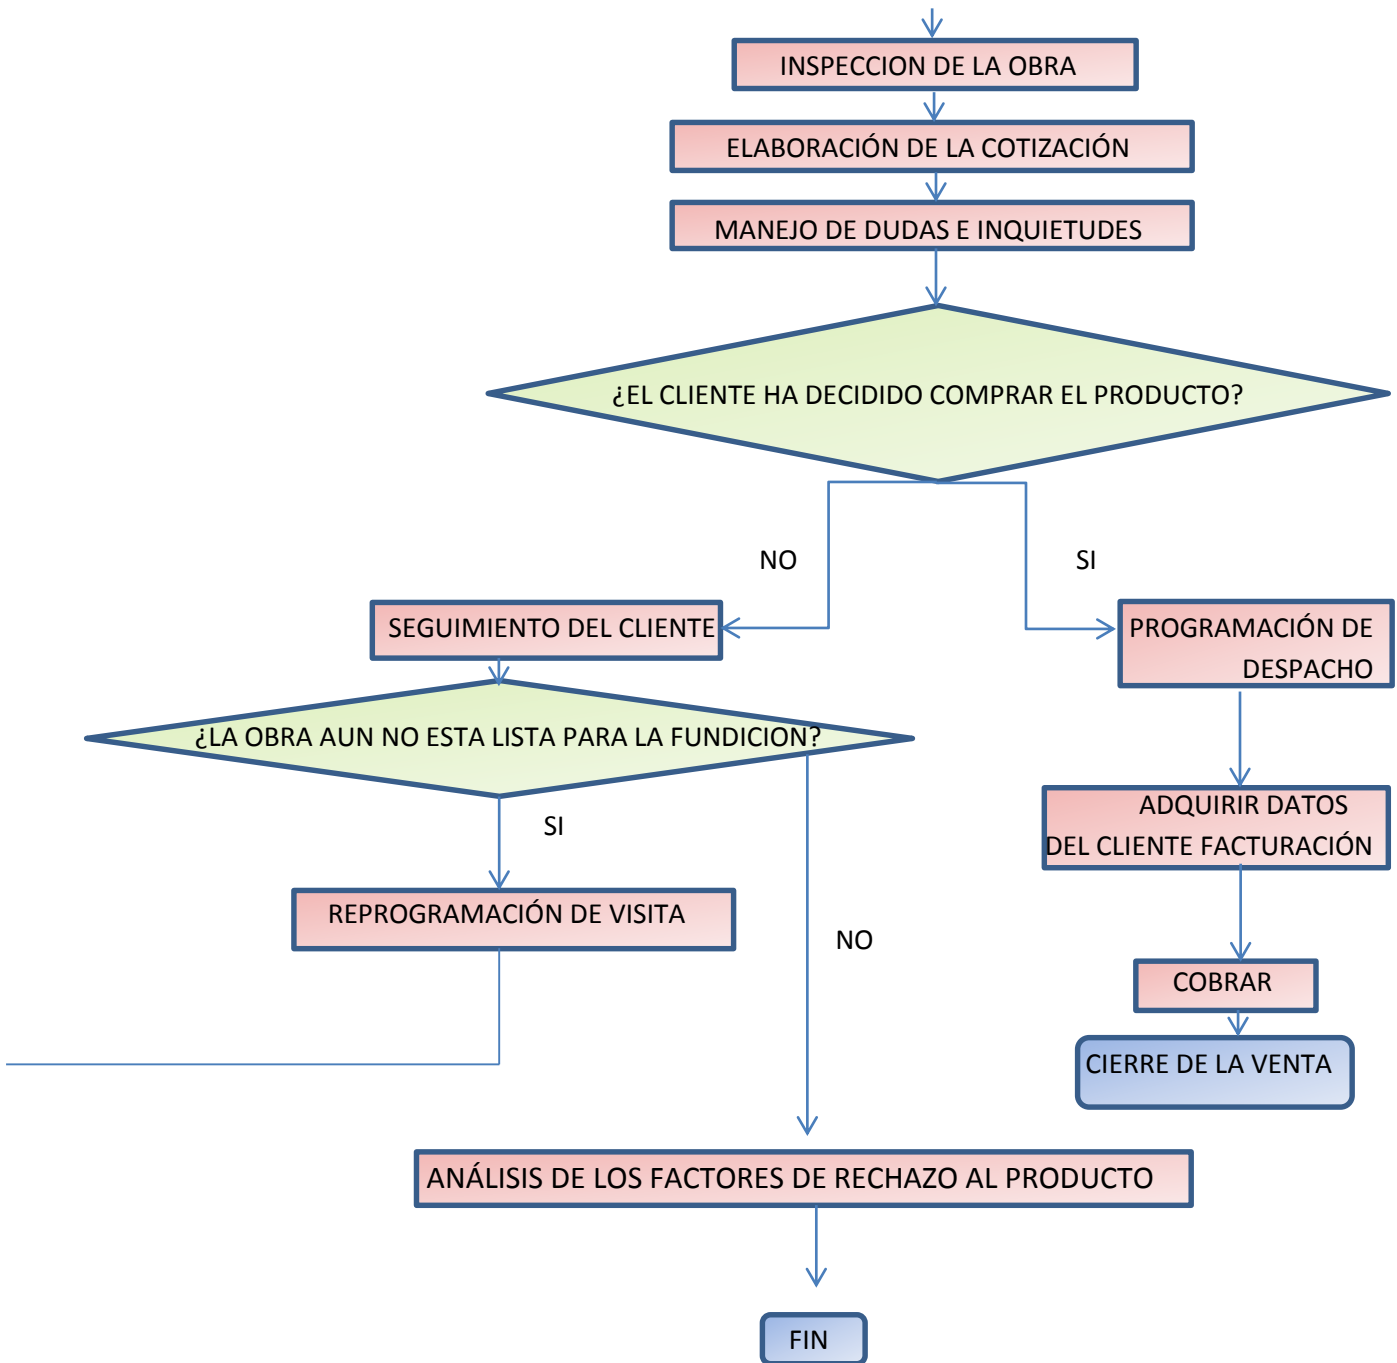 INSPECCION DE LA OBRA
ELABORACIÓN DE LA COTIZACIÓN
MANEJO DE DUDAS E INQUIETUDES
¿EL CLIENTE HA DECIDIDO COMPRAR EL PRODUCTO?
NO
SI
SEGUIMIENTO DEL CLIENTE
PROGRAMACIÓN DE
DESPACHO
¿LA OBRA AUN NO ESTA LISTA PARA LA FUNDICION?
SI
ADQUIRIR DATOS
DEL CLIENTE FACTURACIÓN
REPROGRAMACIÓN DE VISITA
NO
COBRAR
CIERRE DE LA VENTA
ANÁLISIS DE LOS FACTORES DE RECHAZO AL PRODUCTO
FIN